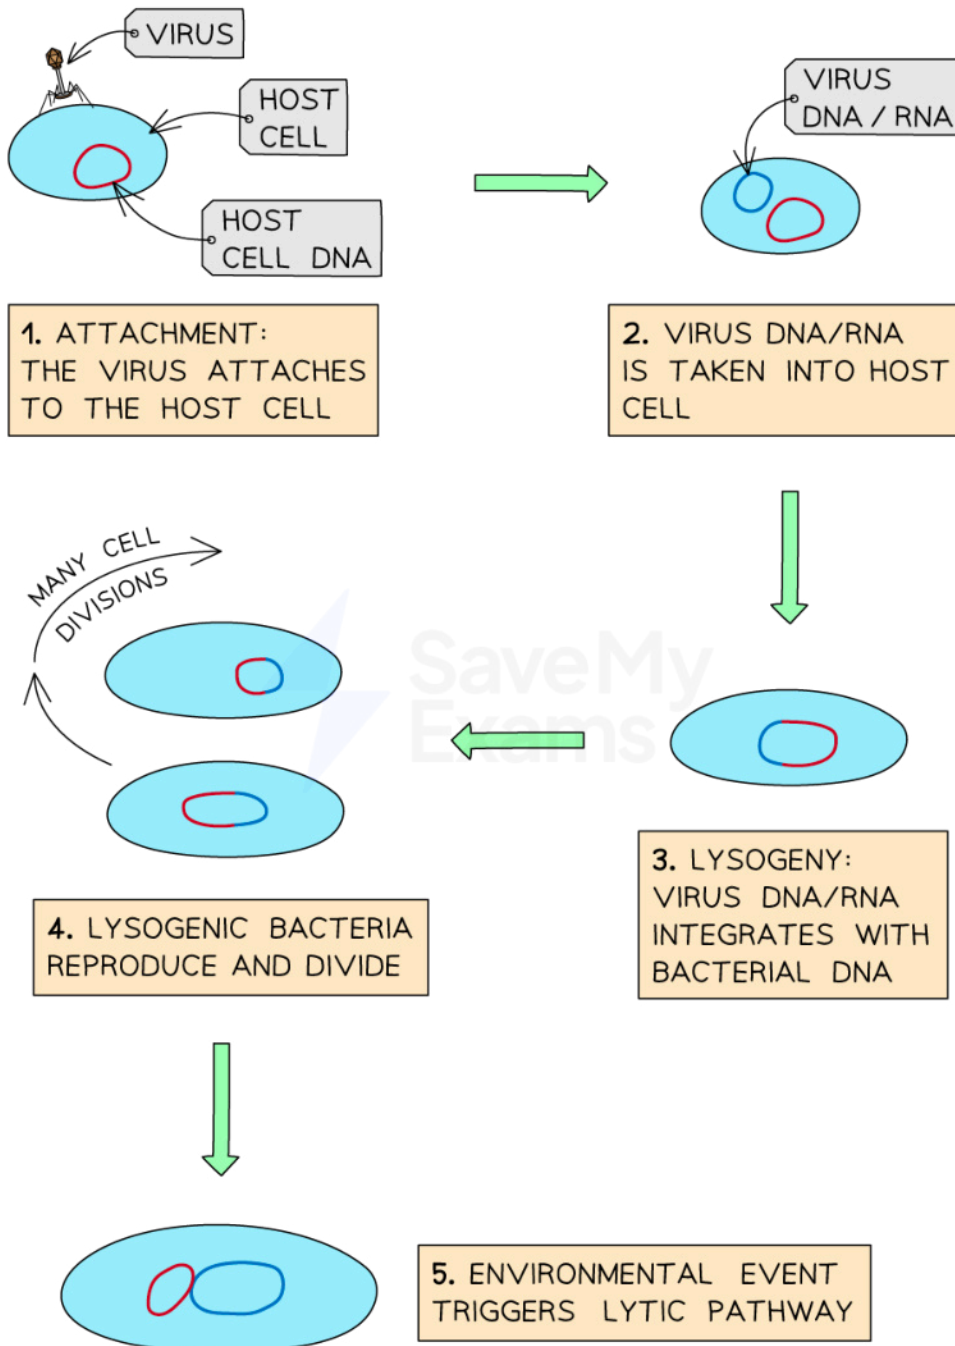 VIRUS
HOST
CELL
HOST
CELL DNA
VIRUS
DNA / RNA
1. ATTACHMENT:
THE VIRUS ATTACHES
TO THE HOST CELL
2. VIRUS DNA/RNA
IS TAKEN INTO HOST
CELL
MANY CELL
DIVISIONS
SaveMy
Exams
3. LYSOGENY:
VIRUS DNA/RNA
INTEGRATES WITH
BACTERIAL DNA
4. LYSOGENIC BACTERIA
REPRODUCE AND DIVIDE
5. ENVIRONMENTAL EVENT
TRIGGERS LYTIC PATHWAY